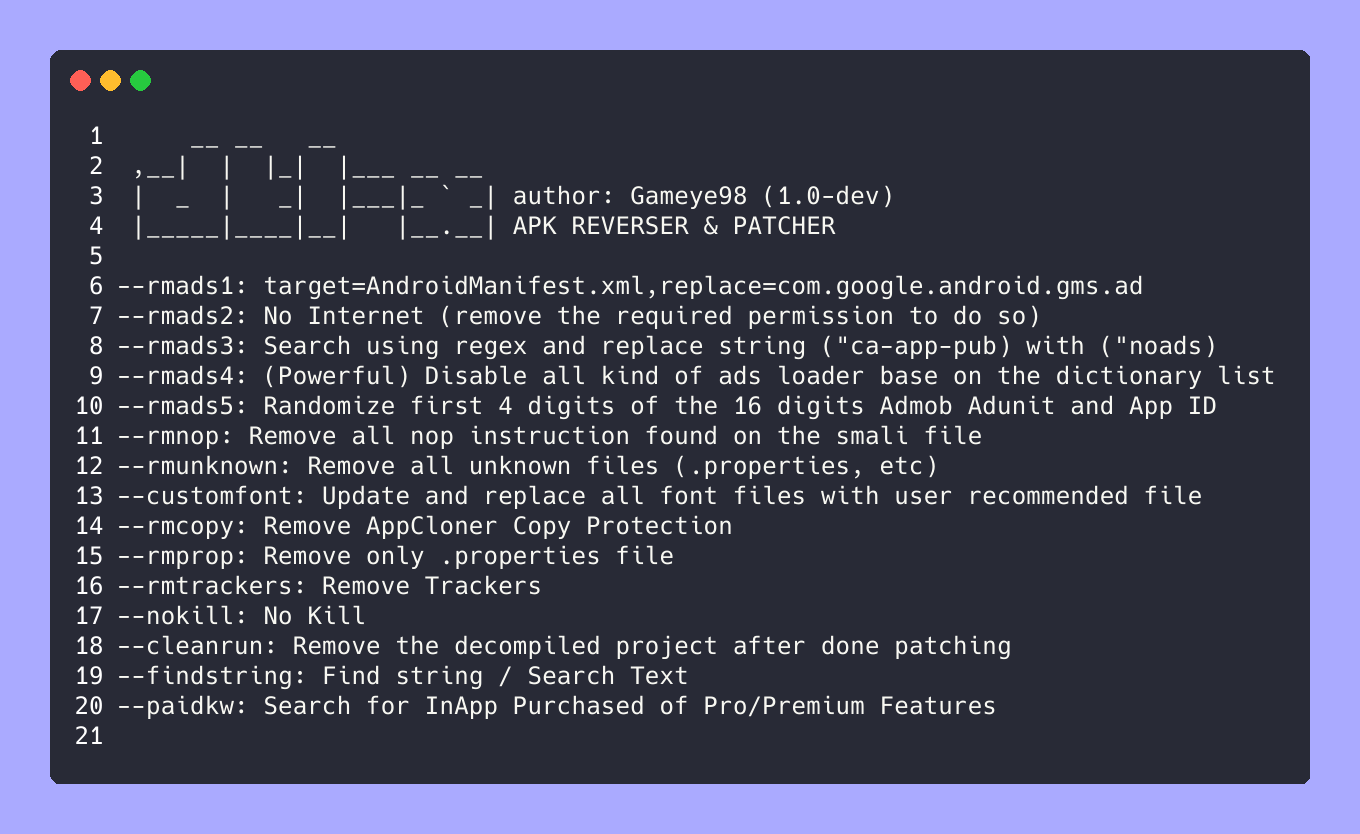 1      __ __   __
2  ,__|  |  |_|  |___ __ __
3  |  _  |   _|  |___|_ ` _| author: Gameye98 (1.0-dev)
4  |_____|____|__|   |__.__| APK REVERSER & PATCHER
5
6 --rmads1: target=AndroidManifest.xml,replace=com.google.android.gms.ad
7 --rmads2: No Internet (remove the required permission to do so)
8 --rmads3: Search using regex and replace string ("ca-app-pub) with ("noads)
9 --rmads4: (Powerful) Disable all kind of ads loader base on the dictionary list
10 --rmads5: Randomize first 4 digits of the 16 digits Admob Adunit and App ID
11 --rmnop: Remove all nop instruction found on the smali file
12 --rmunknown: Remove all unknown files (.properties, etc)
13 --customfont: Update and replace all font files with user recommended file
14 --rmcopy: Remove AppCloner Copy Protection
15 --rmprop: Remove only .properties file
16 --rmtrackers: Remove Trackers
17 --nokill: No Kill
18 --cleanrun: Remove the decompiled project after done patching
19 --findstring: Find string / Search Text
20 --paidkw: Search for InApp Purchased of Pro/Premium Features
21